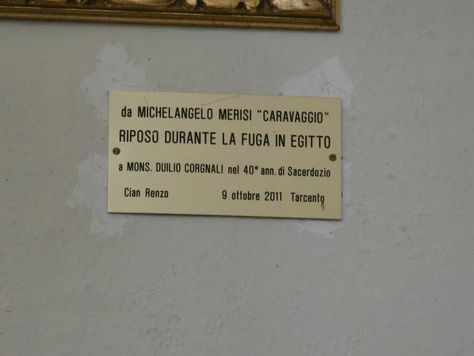 da MICHELANGELO MERISI "CARAVAGGIO"
RIPOSO DURANTE LA FUGA IN EGITTO
a MONS. DUILIO CORGNALI nel 40° ann. di Sacerdozio
Cian Renzo 9 ottobre 2011 Tarcento